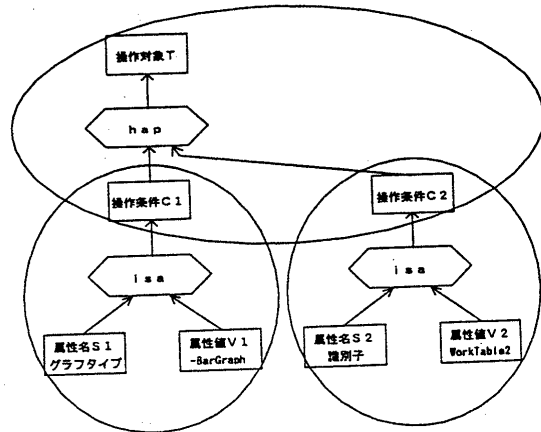 操作対象T
hap
操作条件C1
操作条件C2
isa
isa
属性名S1
グラフタイプ
属性値V1
-BarGraph
属性名S2
識別子
属性値V2
WorkTable2